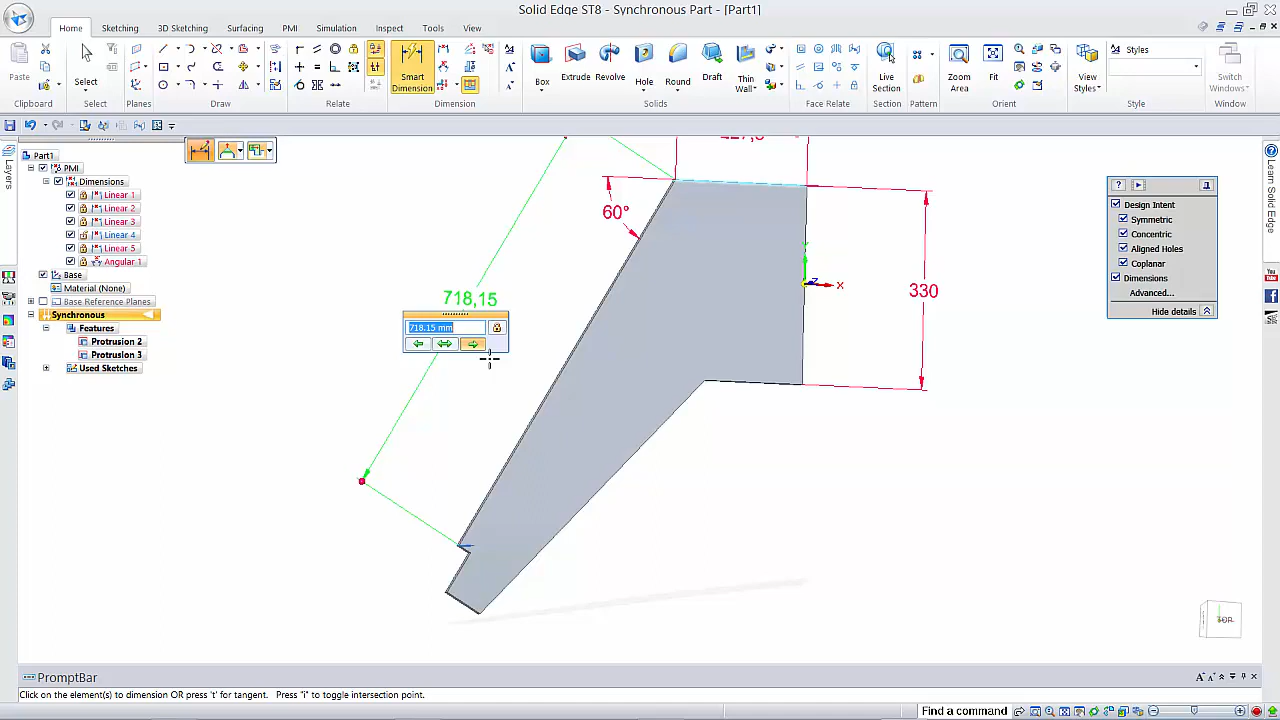 Solid Edge ST8 - Synchronous Part - [Part1]
Home
Sketching
3D Sketching
Surfacing
PMI
Simulation
Inspect
Tools
View
Paste
Select
Smart Dimension
Box
Extrude
Revolve
Hole
Round
Draft
Thin Wall
Live Section
Zoom Area
Fit
View Styles
Styles
Switch Windows
Clipboard
Select
Planes
Draw
Relate
Dimension
Solids
Face Relate
Section
Pattern
Orient
Style
Window
Layers
Part1
PMI
Dimensions
Linear 1
Linear 2
Linear 3
Linear 4
Linear 5
Angular 1
Base
Material (None)
Base Reference Planes
Synchronous
Features
Protrusion 2
Protrusion 3
Used Sketches
60°
718,15
718.15 mm
330
Y
Z
X
Design Intent
Symmetric
Concentric
Aligned Holes
Coplanar
Dimensions
Advanced...
Hide details
Learn Solid Edge
You
Tube
PromptBar
Click on the element(s) to dimension OR press 't' for tangent. Press "i" to toggle intersection point.
Find a command